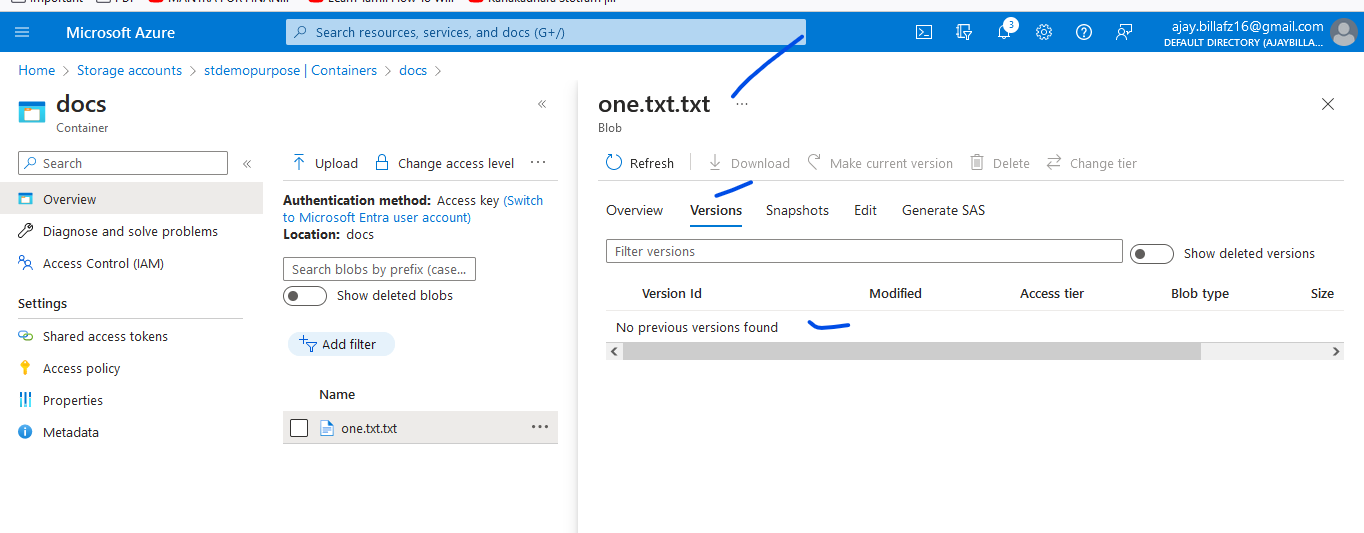 Microsoft Azure
Search resources, services, and docs (G+/)
3
ajay.billafz16@gmail.com
DEFAULT DIRECTORY (AJAYBILLA...
Home > Storage accounts > stdemopurpose | Containers > docs >
docs
Container
Search
Overview
Diagnose and solve problems
Access Control (IAM)
Settings
Shared access tokens
Access policy
Properties
Metadata
Upload
Change access level
Authentication method: Access key (Switch
to Microsoft Entra user account)
Location: docs
Search blobs by prefix (case...
Show deleted blobs
Add filter
Name
one.txt.txt
one.txt.txt
Blob
Refresh
Download
Make current version
Delete
Change tier
Overview
Versions
Snapshots
Edit
Generate SAS
Filter versions
Show deleted versions
Version Id
Modified
Access tier
Blob type
Size
No previous versions found